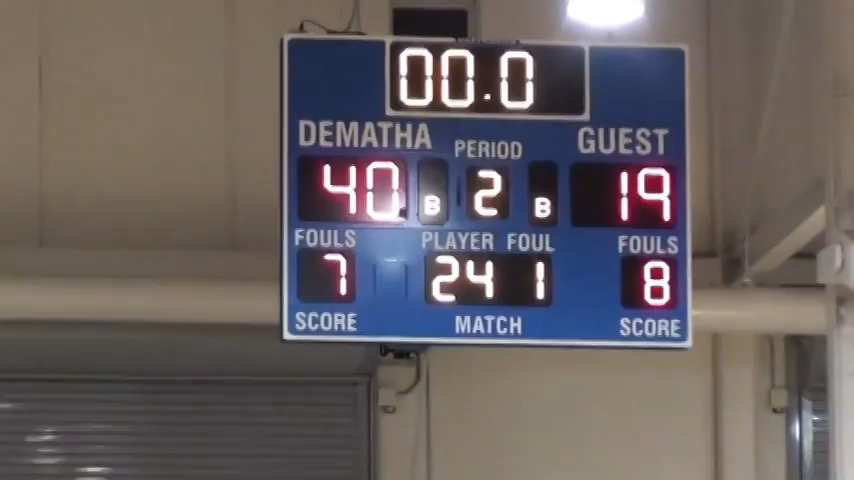 00.0
DEMATHA PERIOD GUEST
40 B 2 B 19
FOULS PLAYER FOUL FOULS
7 24 1 8
SCORE MATCH SCORE